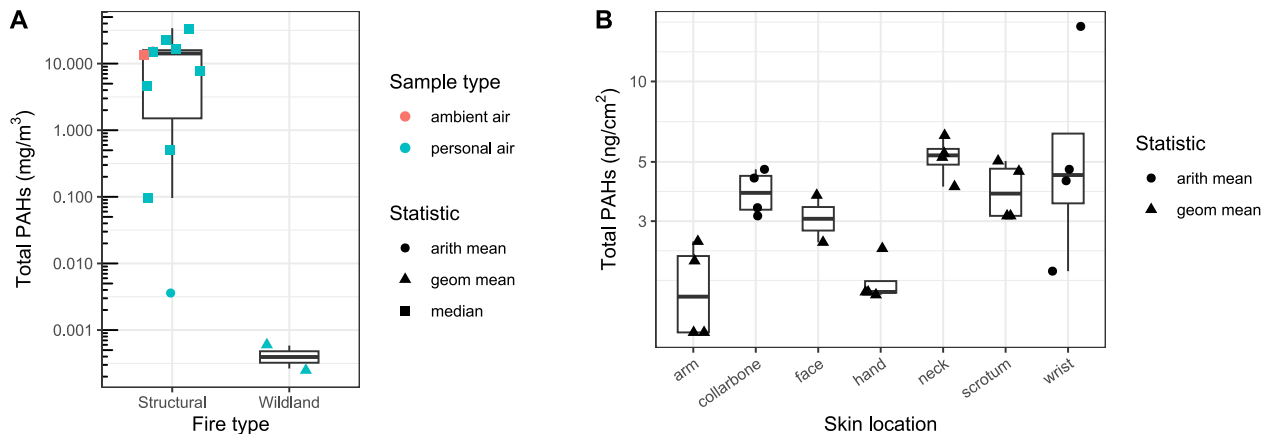 A
Total PAHs (mg/m³)
10.000
1.000
0.100
0.010
0.001
Structural
Wildland
Fire type
Sample type
ambient air
personal air
Statistic
arith mean
geom mean
median
B
Total PAHs (ng/cm²)
10
5
3
arm
collarbone
face
hand
neck
scrotum
wrist
Skin location
Statistic
arith mean
geom mean